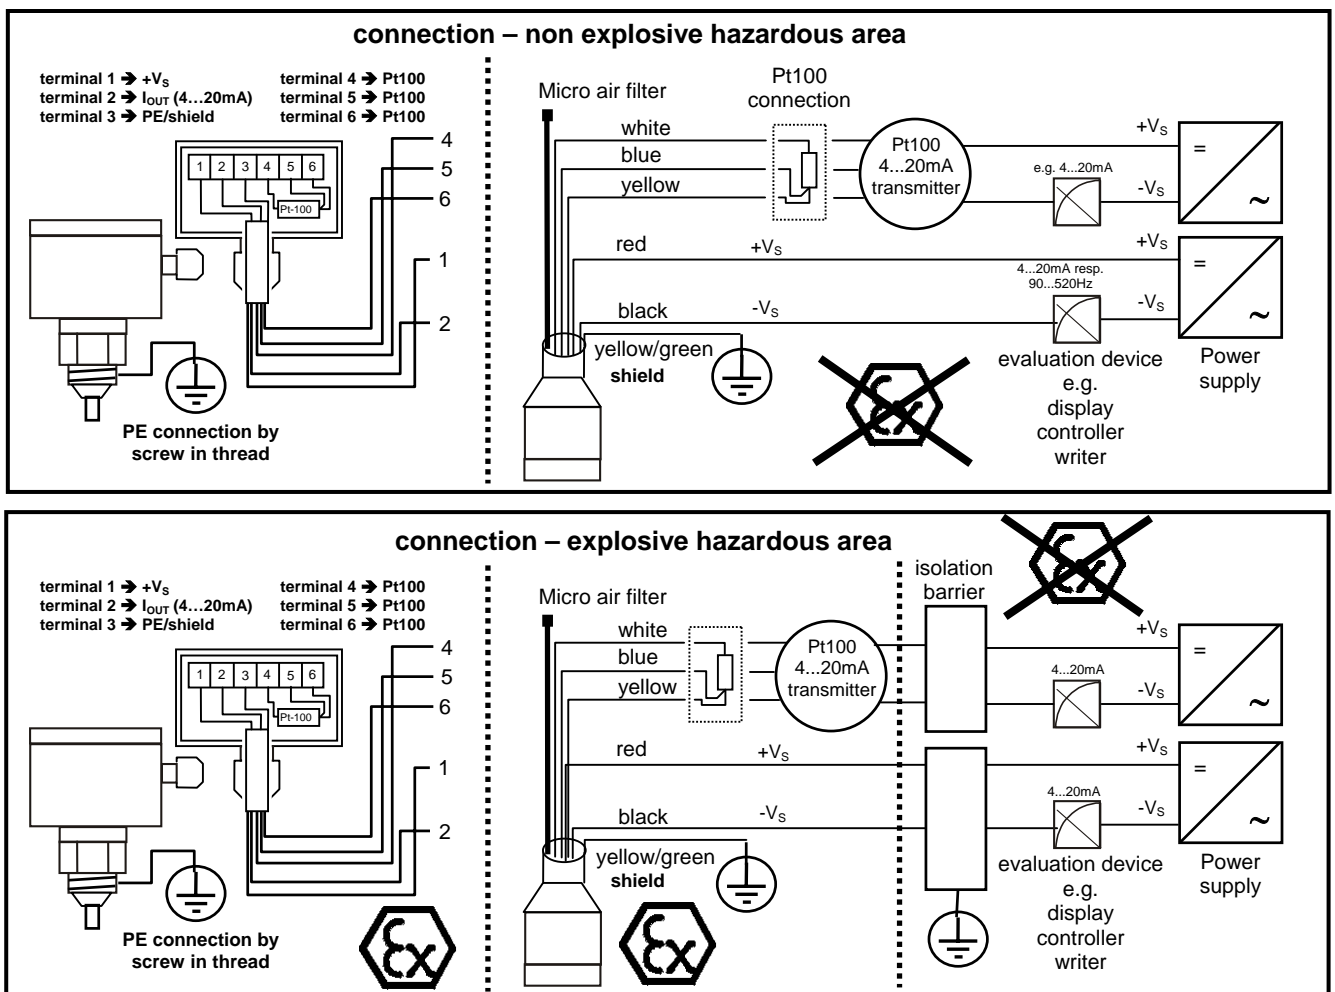 connection – non explosive hazardous area
terminal 1 ➔ +VS
terminal 2 ➔ IOUT (4...20mA)
terminal 3 ➔ PE/shield
terminal 4 ➔ Pt100
terminal 5 ➔ Pt100
terminal 6 ➔ Pt100
1 2 3 4 5 6
Pt-100
4
5
6
1
2
PE connection by
screw in thread
Micro air filter
Pt100
connection
white
blue
yellow
red
+VS
black
-VS
yellow/green
shield
Pt100
4...20mA
transmitter
e.g. 4...20mA
+VS
-VS
=
~
4...20mA resp.
90...520Hz
+VS
-VS
=
~
evaluation device
e.g.
display
controller
writer
Power
supply
Ex
connection – explosive hazardous area
terminal 1 ➔ +VS
terminal 2 ➔ IOUT (4...20mA)
terminal 3 ➔ PE/shield
terminal 4 ➔ Pt100
terminal 5 ➔ Pt100
terminal 6 ➔ Pt100
1 2 3 4 5 6
Pt-100
4
5
6
1
2
PE connection by
screw in thread
Ex
Micro air filter
white
blue
yellow
red
+VS
black
-VS
yellow/green
shield
Ex
Pt100
4...20mA
transmitter
isolation
barrier
Ex
4...20mA
+VS
-VS
=
~
4...20mA
+VS
-VS
=
~
evaluation device
e.g.
display
controller
writer
Power
supply